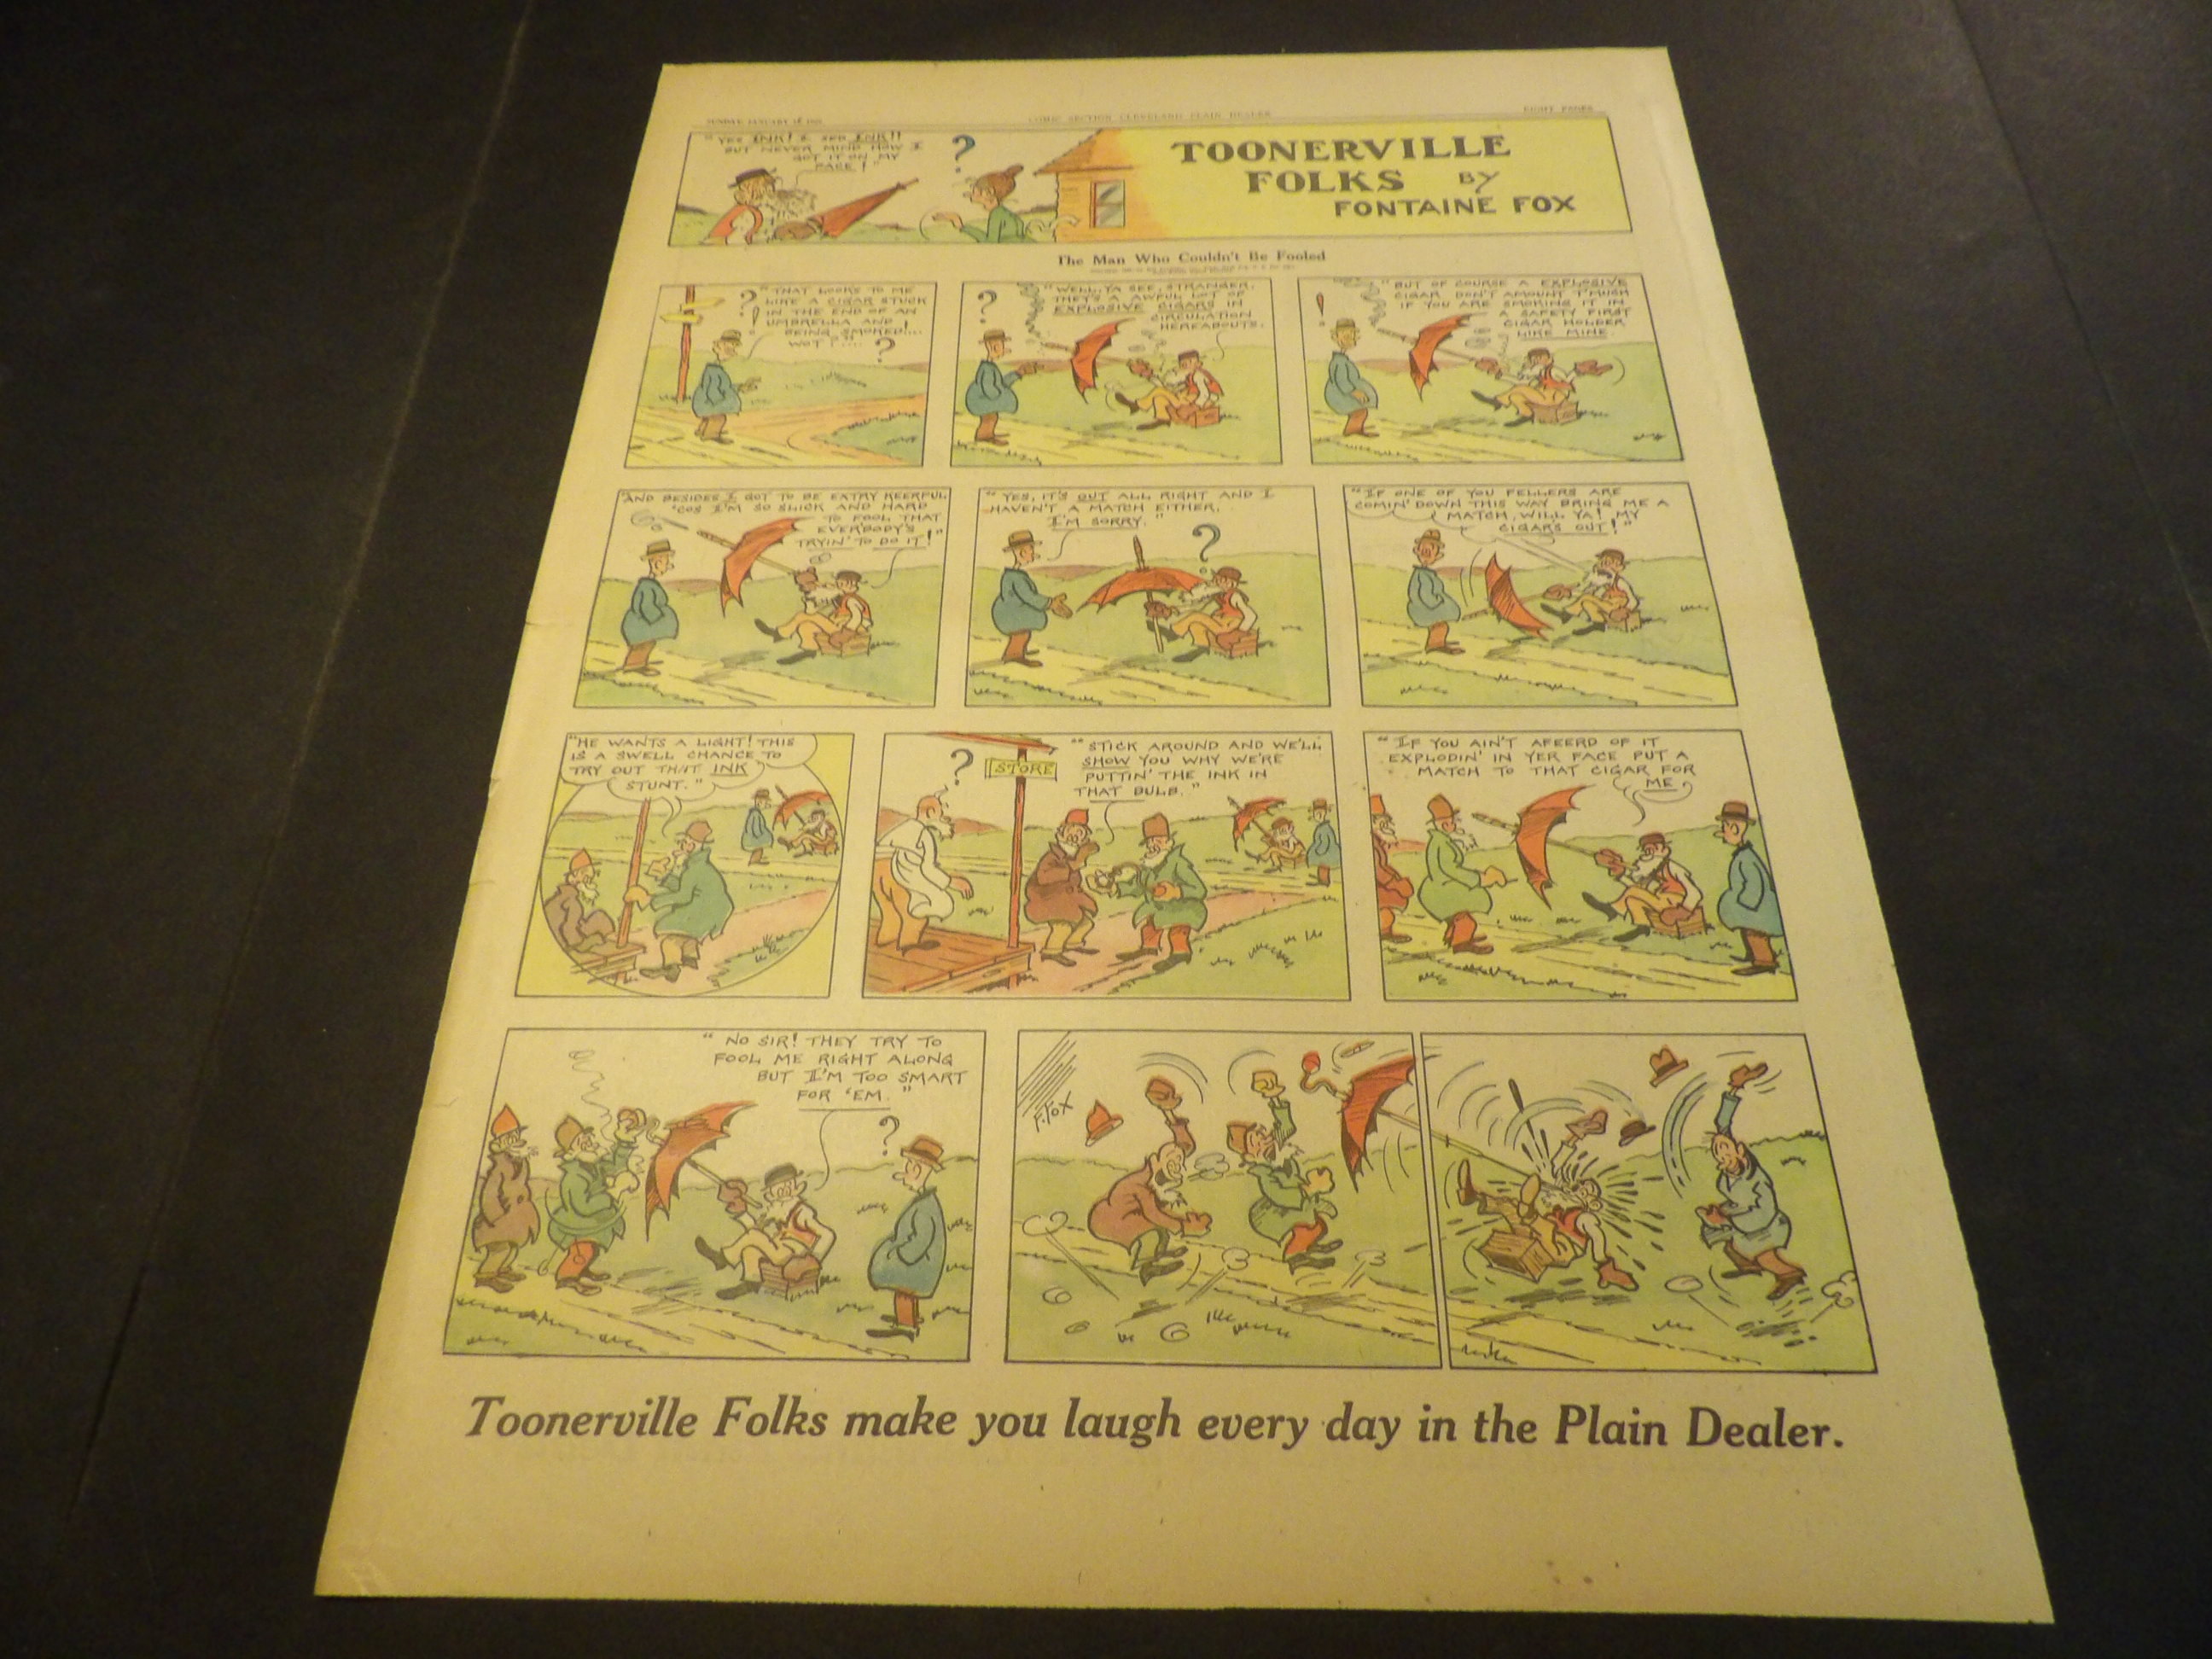 SUNDAY, JANUARY
COMIC SECTION CLEVELAND PLAIN DEALER
EIGHT PAGES
"YES INK! I SED INK!!
BUT NEVER MIND HOW I
GOT IT ON MY
FACE!"
?
TOONERVILLE
FOLKS BY
FONTAINE FOX
The Man Who Couldn't Be Fooled
"THAT LOOKS TO ME
LIKE A CIGAR STUCK
IN THE END OF AN
UMBRELLA AND
BEING SMOKED....
WOT?"....
?
!
?
?
"WELL, YA SEE, STRANGER,
THEY'S A AWFUL LOT OF
EXPLOSIVE CIGARS IN
CIRCULATION
HEREABOUTS.
!
"BUT OF COURSE A EXPLOSIVE
CIGAR DON'T AMOUNT T'MUCH
IF YOU ARE SMOKING IT IN
A SAFETY FIRST
CIGAR HOLDER
LIKE MINE.
"AND BESIDES I GOT TO BE EXTRY KEERFUL
'COS I'M SO SLICK AND HARD
TO FOOL THAT
EVERBODY'S
TRYIN' TO DO IT!"
"YES, IT'S OUT ALL RIGHT AND I
HAVEN'T A MATCH EITHER.
I'M SORRY."
?
"IF ONE OF YOU FELLERS ARE
COMIN' DOWN THIS WAY BRING ME A
MATCH, WILL YA! MY
CIGAR'S OUT!"
"HE WANTS A LIGHT! THIS
IS A SWELL CHANCE TO
TRY OUT THAT INK
STUNT."
?
STORE
"STICK AROUND AND WE'LL
SHOW YOU WHY WE'RE
PUTTIN' THE INK IN
THAT BULB."
"IF YOU AIN'T AFEERD OF IT
EXPLODIN' IN YER FACE PUT A
MATCH TO THAT CIGAR FOR
ME,
"NO SIR! THEY TRY TO
FOOL ME RIGHT ALONG
BUT I'M TOO SMART
FOR 'EM."
?
F. FOX
Toonerville Folks make you laugh every day in the Plain Dealer.